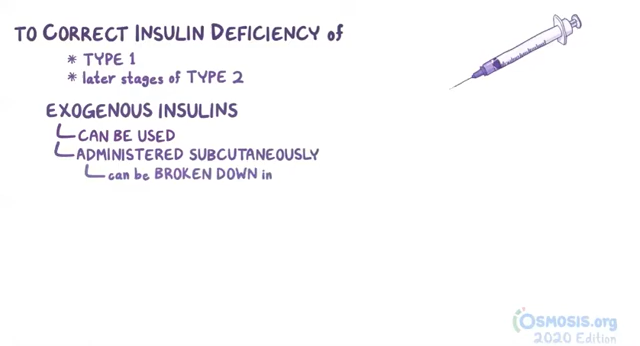 TO CORRECT INSULIN DEFICIENCY of
* TYPE 1
* later stages of TYPE 2
EXOGENOUS INSULINS
CAN BE USED
ADMINISTERED SUBCUTANEOUSLY
can be BROKEN DOWN in
OSMOSIS.org
2020 Edition